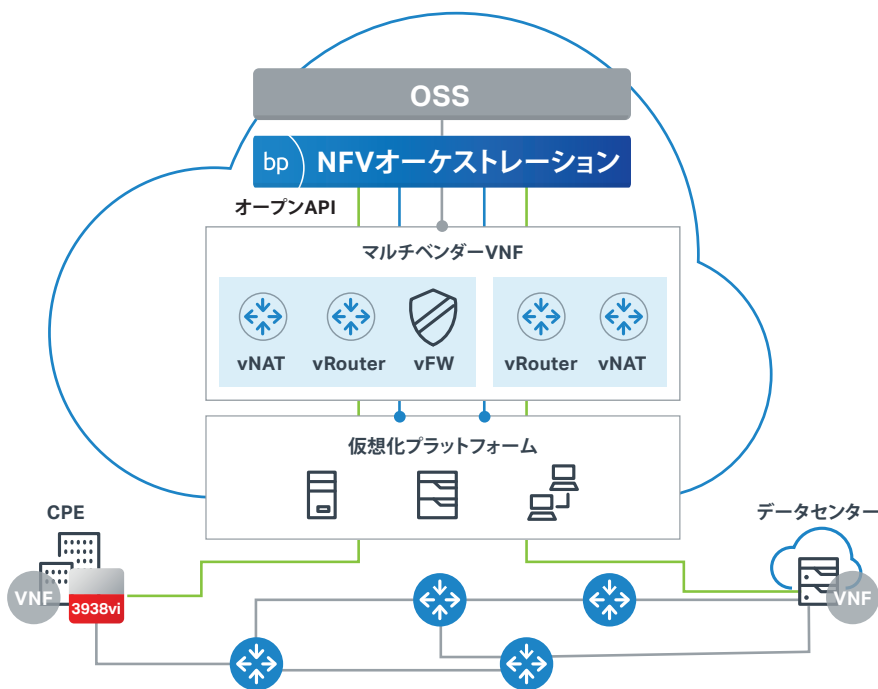 OSS
bp
NFVオーケストレーション
オープンAPI
マルチベンダーVNF
vNAT
vRouter
vFW
vRouter
vNAT
仮想化プラットフォーム
CPE
データセンター
VNF
3938vi
VNF